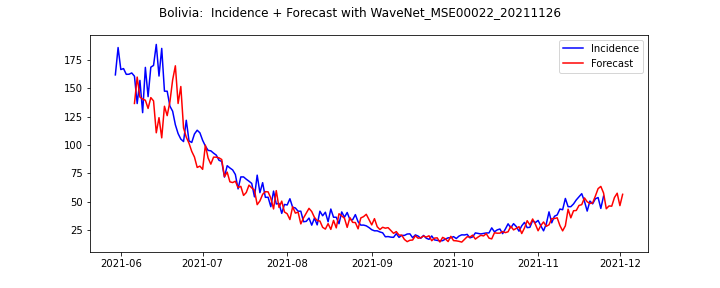 Bolivia:  Incidence + Forecast with WaveNet_MSE00022_20211126
Incidence
Forecast
175
150
125
100
75
50
25
2021-06 2021-07 2021-08 2021-09 2021-10 2021-11 2021-12